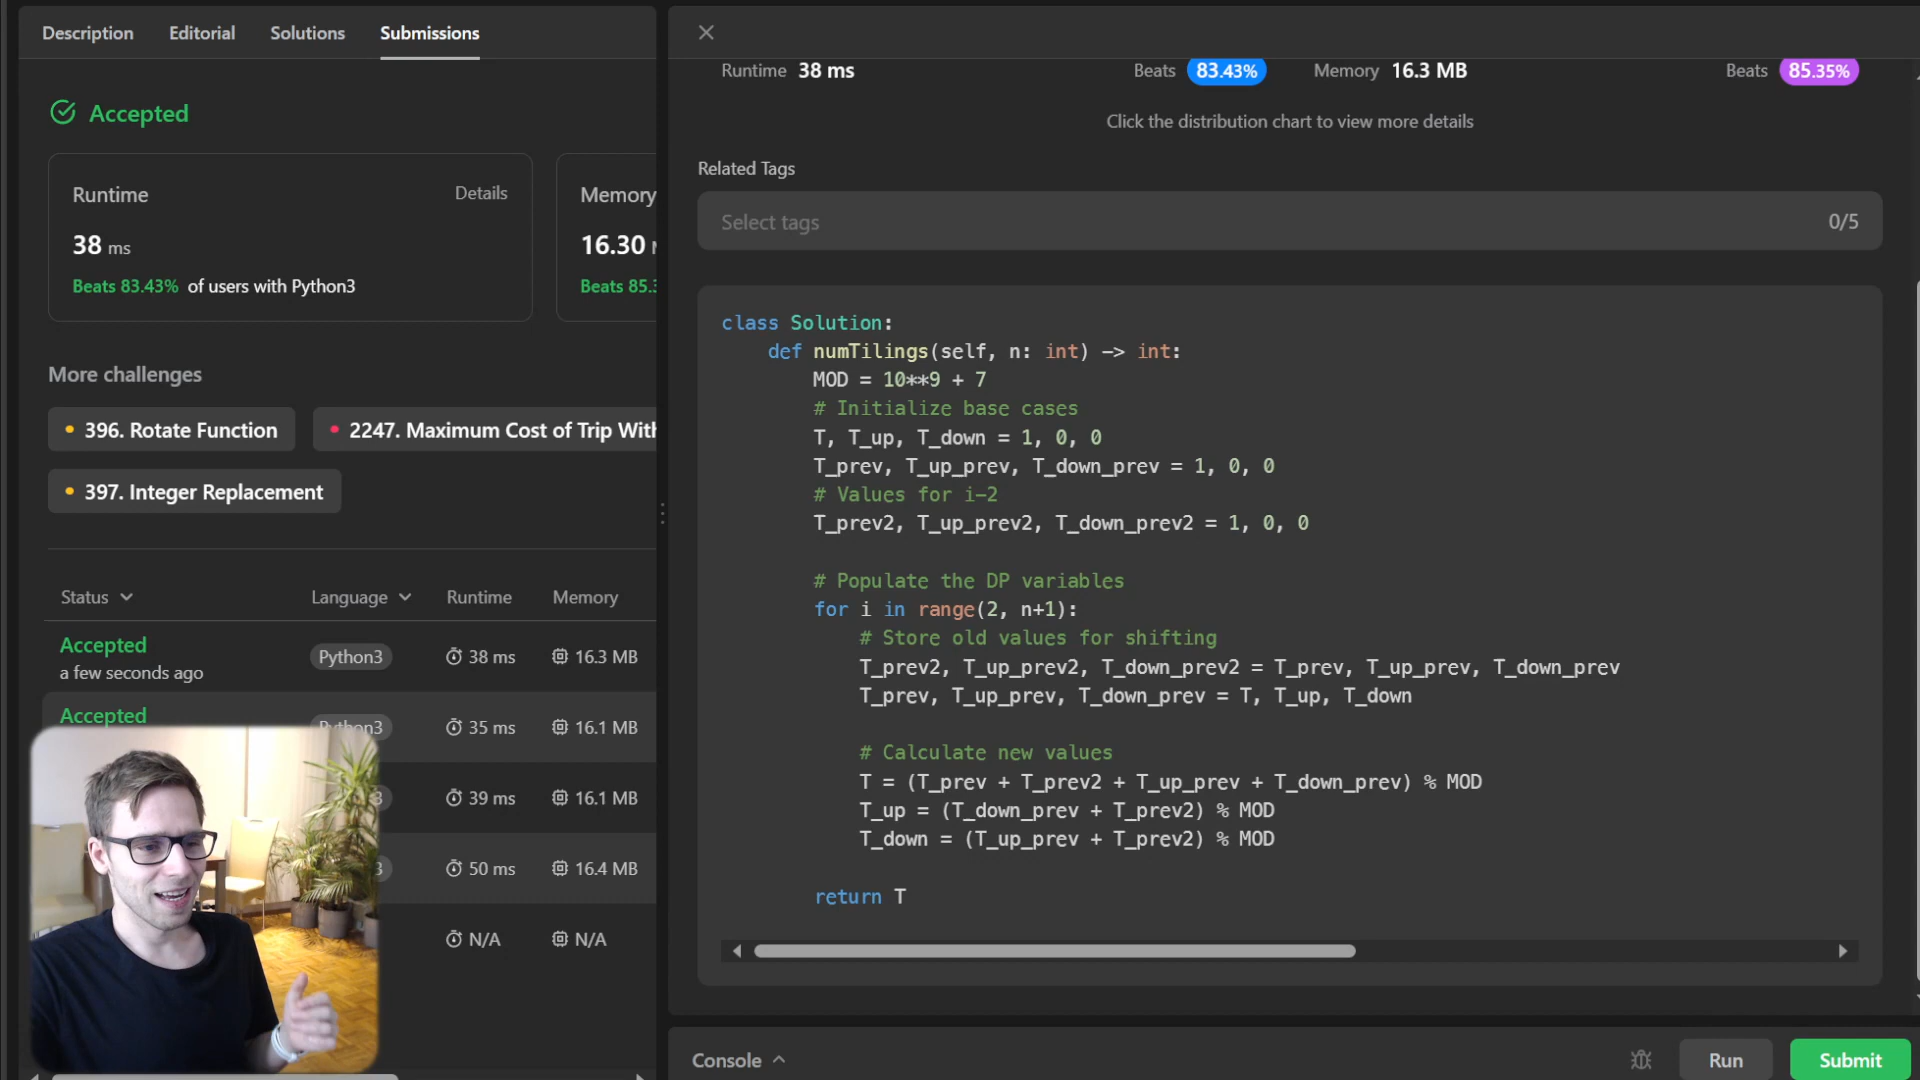 Description Editorial Solutions Submissions
Accepted
Runtime Details
38 ms
Beats 83.43% of users with Python3
Memory
16.30
Beats 85.3
More challenges
396. Rotate Function
2247. Maximum Cost of Trip With
397. Integer Replacement
Status Language Runtime Memory
Accepted
a few seconds ago
Python3 38 ms 16.3 MB
Accepted
Python3 35 ms 16.1 MB
3 39 ms 16.1 MB
3 50 ms 16.4 MB
N/A N/A
Runtime 38 ms Beats 83.43% Memory 16.3 MB Beats 85.35%
Click the distribution chart to view more details
Related Tags
Select tags 0/5
class Solution:
    def numTilings(self, n: int) -> int:
        MOD = 10**9 + 7
        # Initialize base cases
        T, T_up, T_down = 1, 0, 0
        T_prev, T_up_prev, T_down_prev = 1, 0, 0
        # Values for i-2
        T_prev2, T_up_prev2, T_down_prev2 = 1, 0, 0
        # Populate the DP variables
        for i in range(2, n+1):
            # Store old values for shifting
            T_prev2, T_up_prev2, T_down_prev2 = T_prev, T_up_prev, T_down_prev
            T_prev, T_up_prev, T_down_prev = T, T_up, T_down
            # Calculate new values
            T = (T_prev + T_prev2 + T_up_prev + T_down_prev) % MOD
            T_up = (T_down_prev + T_prev2) % MOD
            T_down = (T_up_prev + T_prev2) % MOD
        return T
Console Run Submit